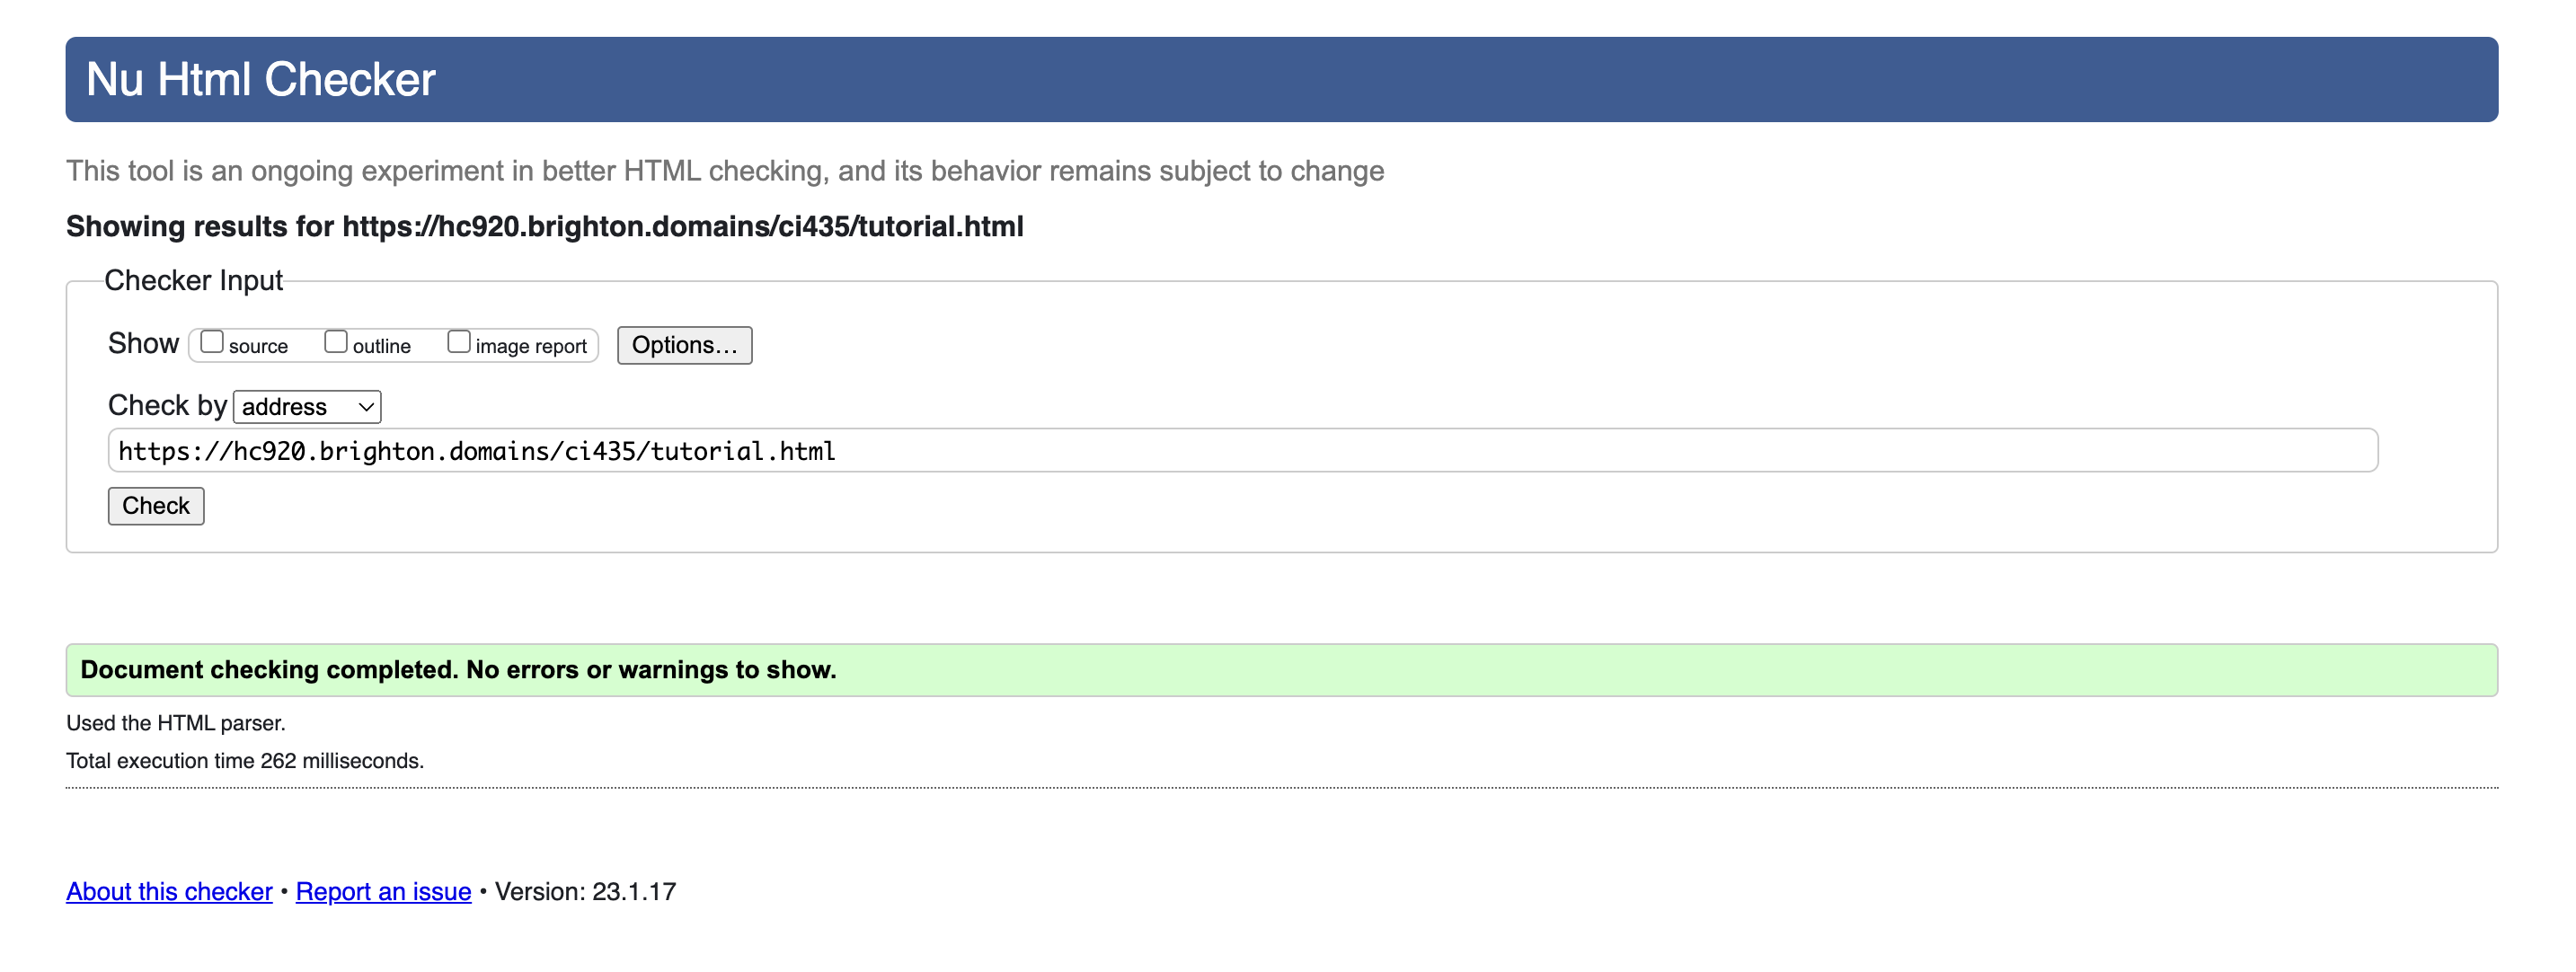 Nu Html Checker
This tool is an ongoing experiment in better HTML checking, and its behavior remains subject to change
Showing results for https://hc920.brighton.domains/ci435/tutorial.html
Checker Input
Show source outline image report Options…
Check by address
https://hc920.brighton.domains/ci435/tutorial.html
Check
Document checking completed. No errors or warnings to show.
Used the HTML parser.
Total execution time 262 milliseconds.
About this checker • Report an issue • Version: 23.1.17